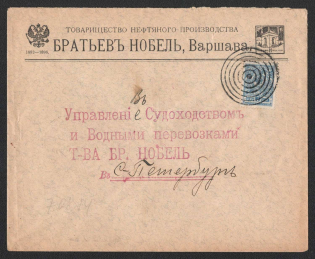 ТОВАРИЩЕСТВО НЕФТЯНОГО ПРОИЗВОДСТВА
БРАТЬЕВЪ НОБЕЛЬ, Варшава.
Въ
Управленіе Судоходствомъ
и Водными перевозками
Т-ВА БР. НОБЕЛЬ
Въ С. Петербургъ